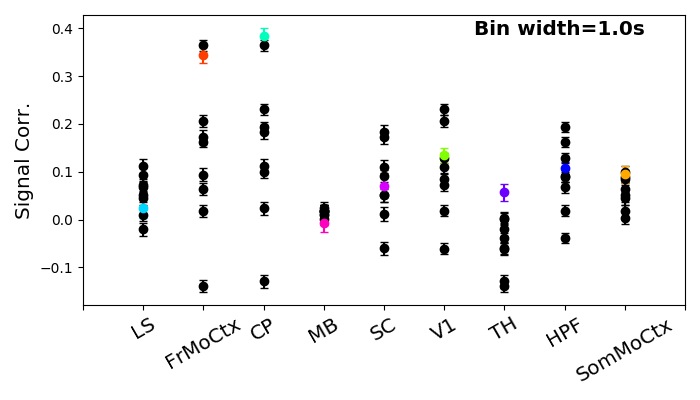 Bin width=1.0s
Signal Corr.
0.4
0.3
0.2
0.1
0.0
−0.1
LS
FrMoCtx
CP
MB
SC
V1
TH
HPF
SomMoCtx